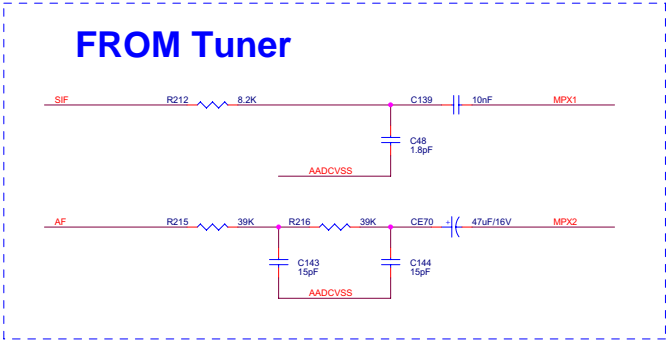 FROM Tuner
SIF R212 8.2K C139 10nF MPX1
C48
1.8pF
AADCVSS
AF R215 39K R216 39K CE70 + 47uF/16V MPX2
C143 C144
15pF 15pF
AADCVSS